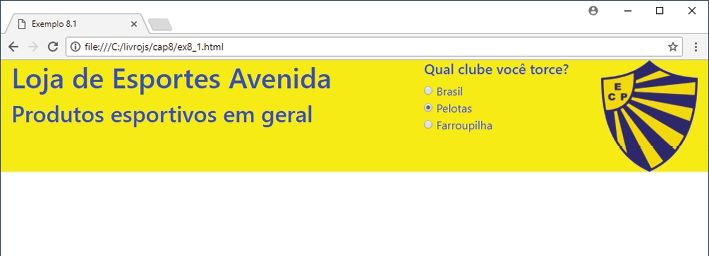 Exemplo 8.1
file:///C:/livrojs/cap8/ex8_1.html
Loja de Esportes Avenida
Produtos esportivos em geral
Qual clube você torce?
Brasil
Pelotas
Farroupilha
E
C P